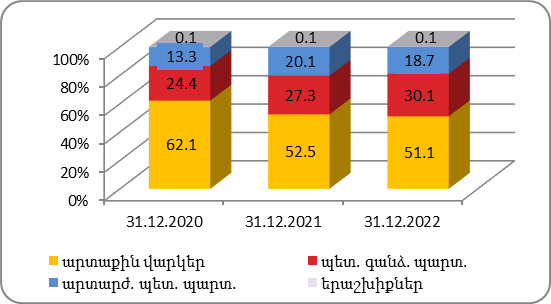 0.1 0.1 0.1
100% 13.3 20.1 18.7
80% 24.4 27.3 30.1
60%
40% 62.1 52.5 51.1
20%
0%
31.12.2020 31.12.2021 31.12.2022
արտաքին վարկեր պետ. գանձ. պարտ.
արտարժ. պետ. պարտ. երաշխիքներ